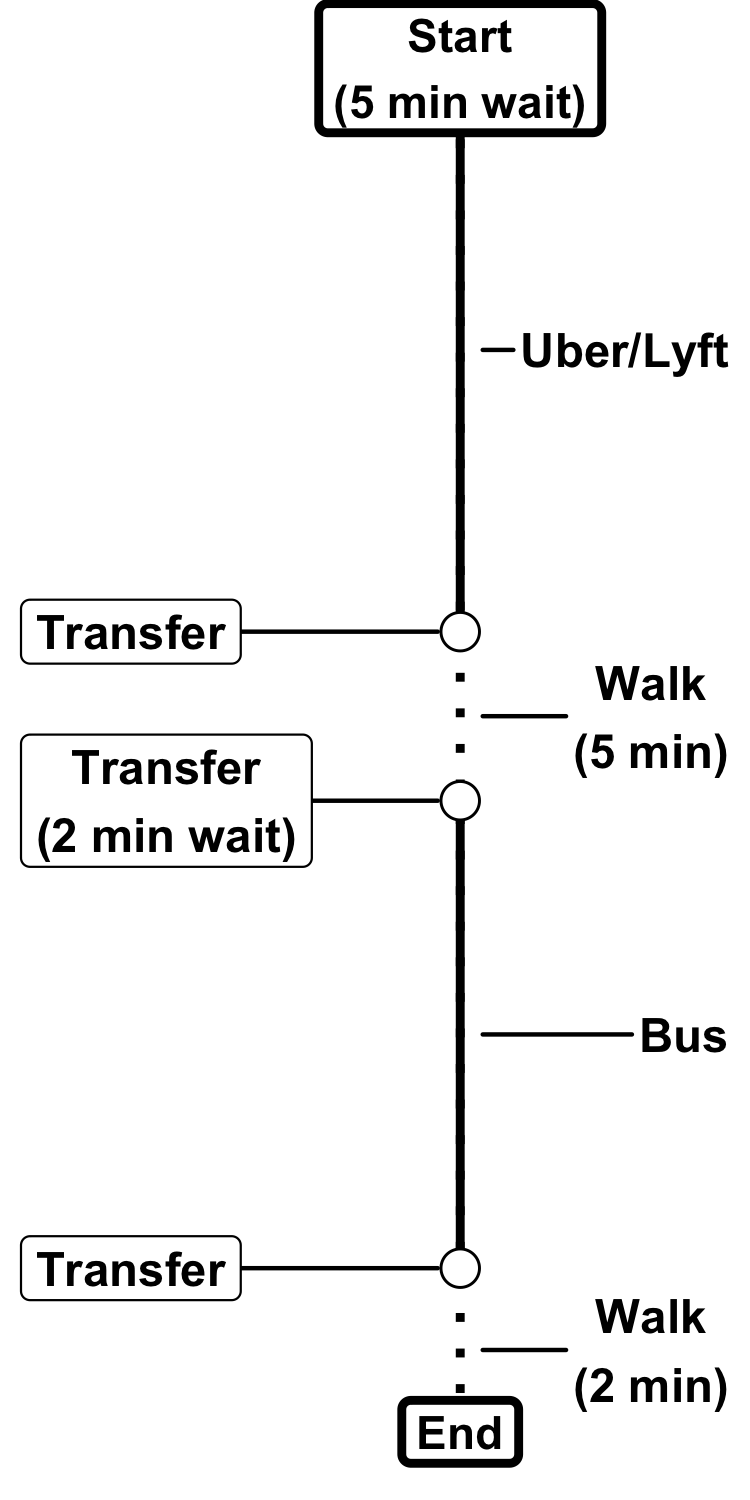 Start
(5 min wait)
Uber/Lyft
Transfer
Walk
(5 min)
Transfer
(2 min wait)
Bus
Transfer
Walk
(2 min)
End